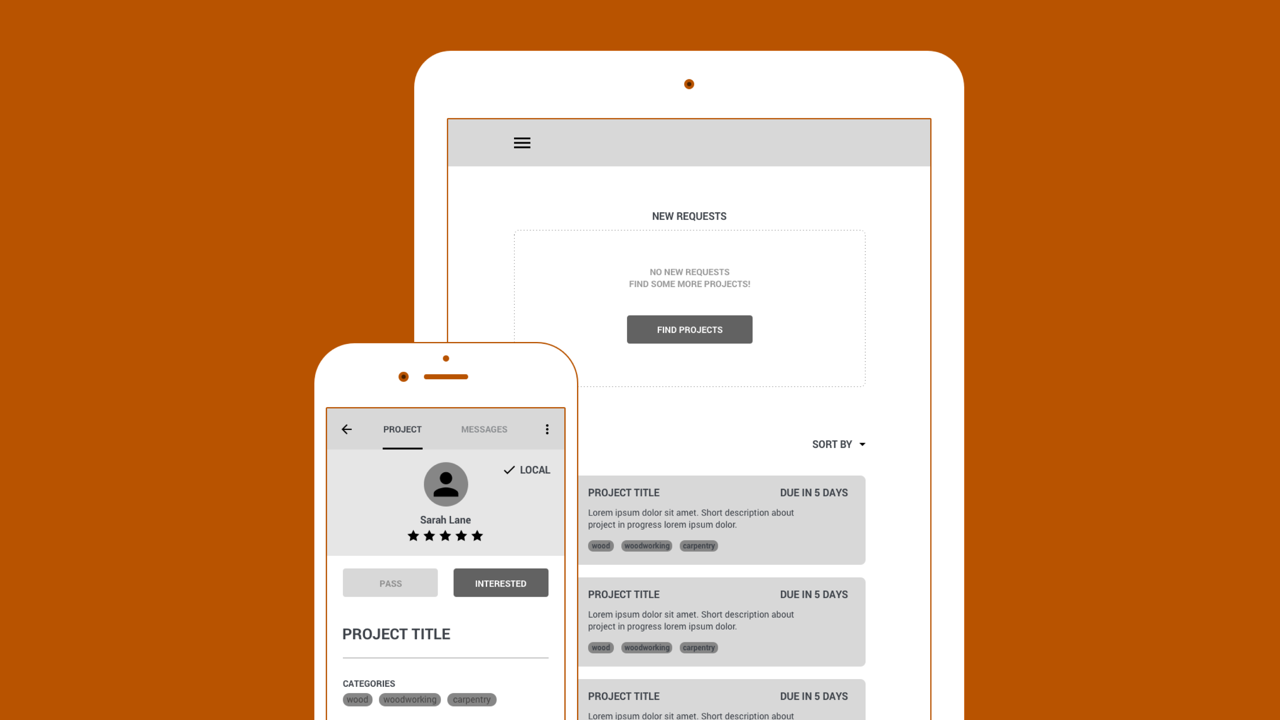 NEW REQUESTS
NO NEW REQUESTS
FIND SOME MORE PROJECTS!
FIND PROJECTS
SORT BY
PROJECT TITLE DUE IN 5 DAYS
Lorem ipsum dolor sit amet. Short description about
project in progress lorem ipsum dolor.
wood woodworking carpentry
PROJECT TITLE DUE IN 5 DAYS
Lorem ipsum dolor sit amet. Short description about
project in progress lorem ipsum dolor.
wood woodworking carpentry
PROJECT TITLE DUE IN 5 DAYS
Lorem ipsum dolor sit amet. Short description about
PROJECT MESSAGES
LOCAL
Sarah Lane
PASS INTERESTED
PROJECT TITLE
CATEGORIES
wood woodworking carpentry